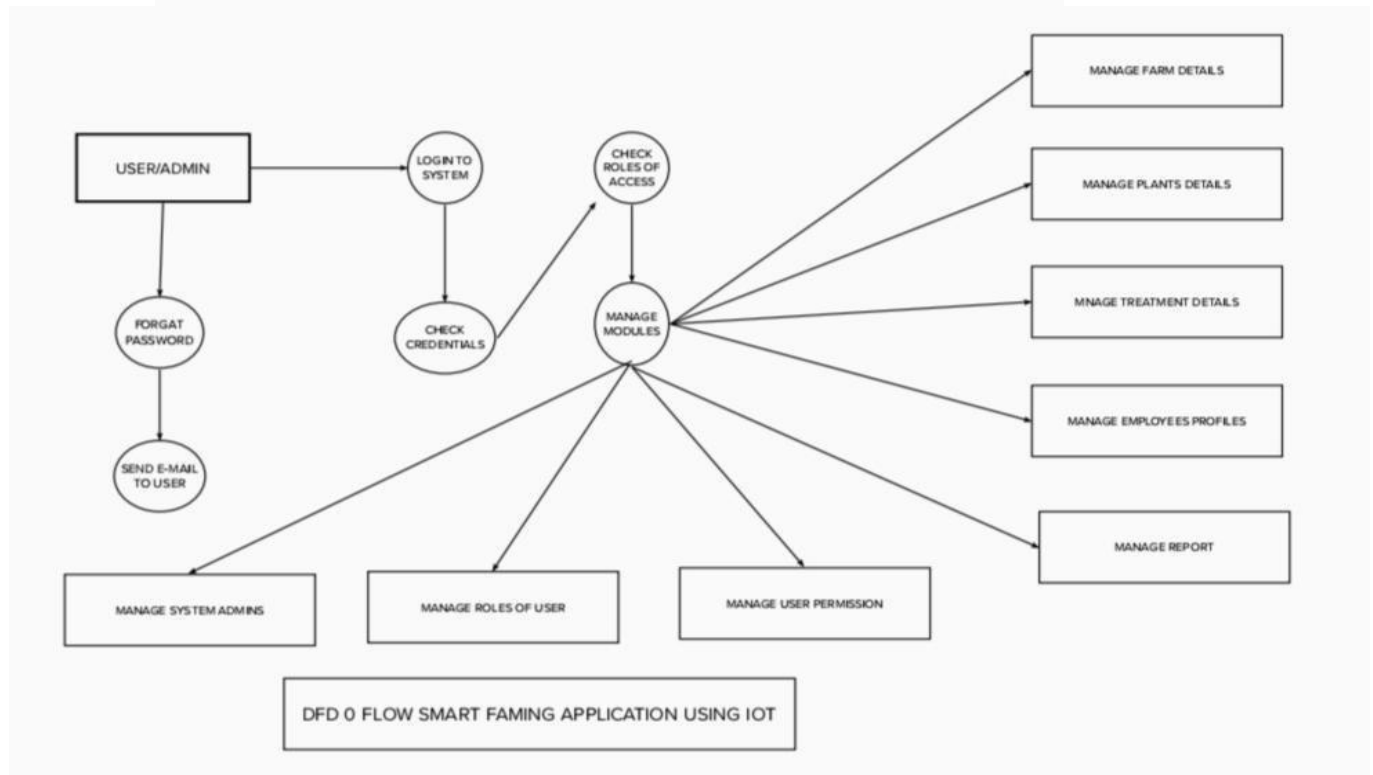 MANAGE FARM DETAILS
USER/ADMIN
LOGIN TO
SYSTEM
CHECK
ROLES OF
ACCESS
MANAGE PLANTS DETAILS
FORGAT
PASSWORD
CHECK
CREDENTIALS
MANAGE
MODULES
MNAGE TREATMENT DETAILS
MANAGE EMPLOYEES PROFILES
SEND E-MAIL
TO USER
MANAGE REPORT
MANAGE SYSTEM ADMINS
MANAGE ROLES OF USER
MANAGE USER PERMISSION
DFD 0 FLOW SMART FAMING APPLICATION USING IOT